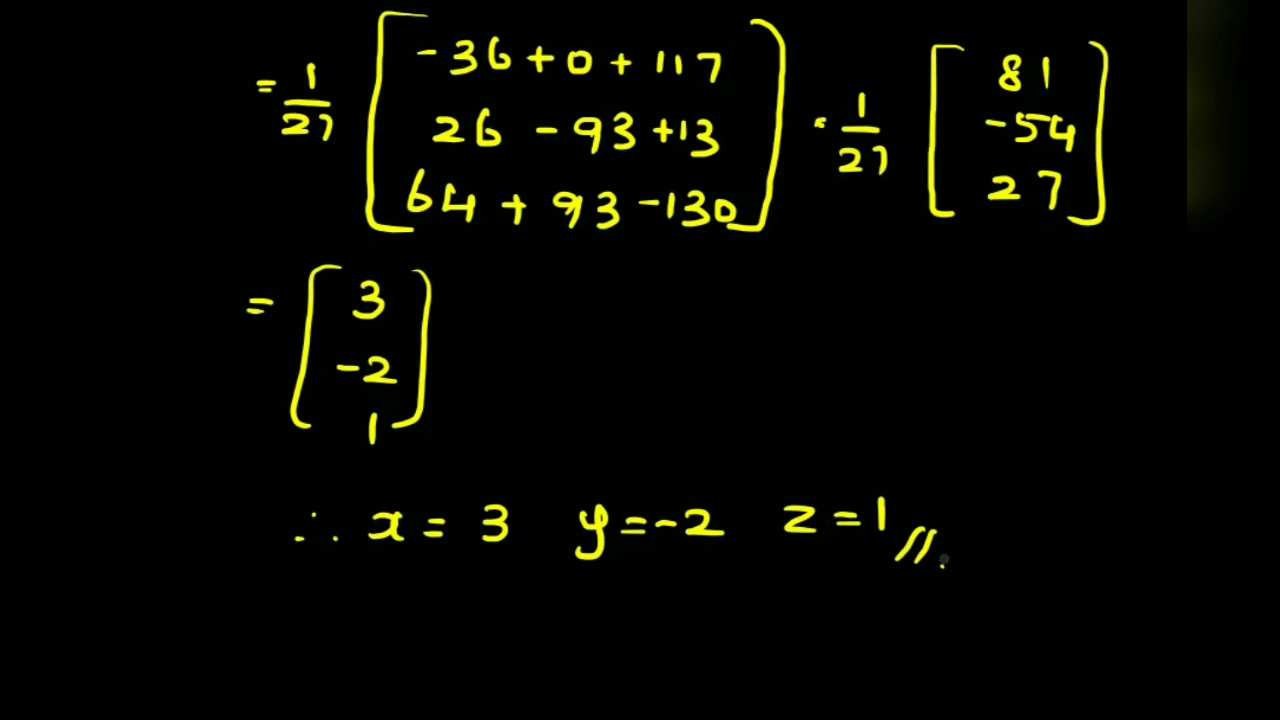 = 1/27 [ -36 + 0 + 117 ; 26 - 93 + 13 ; 64 + 93 - 130 ] = 1/27 [ 81 ; -54 ; 27 ]
= [ 3 ; -2 ; 1 ]
∴ x = 3 y = -2 z = 1 //.